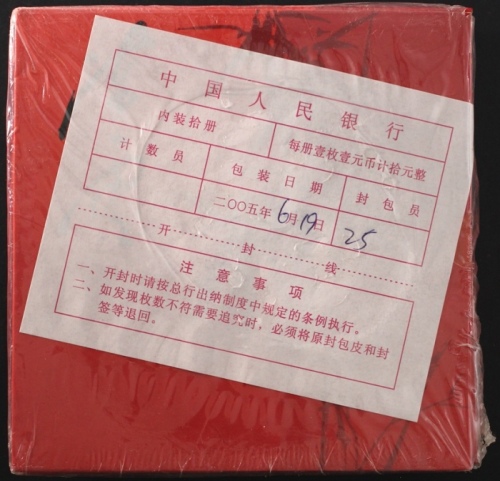 中国人民银行
内装拾册 每册壹枚壹元币计拾元整
计数员 包装日期 封包员
二〇〇五年6月19日 25
开封线
注意事项
一、开封时请按总行出纳制度中规定的条例执行。
二、如发现枚数不符需要追究时，必须将原封包皮和封
签等退回。